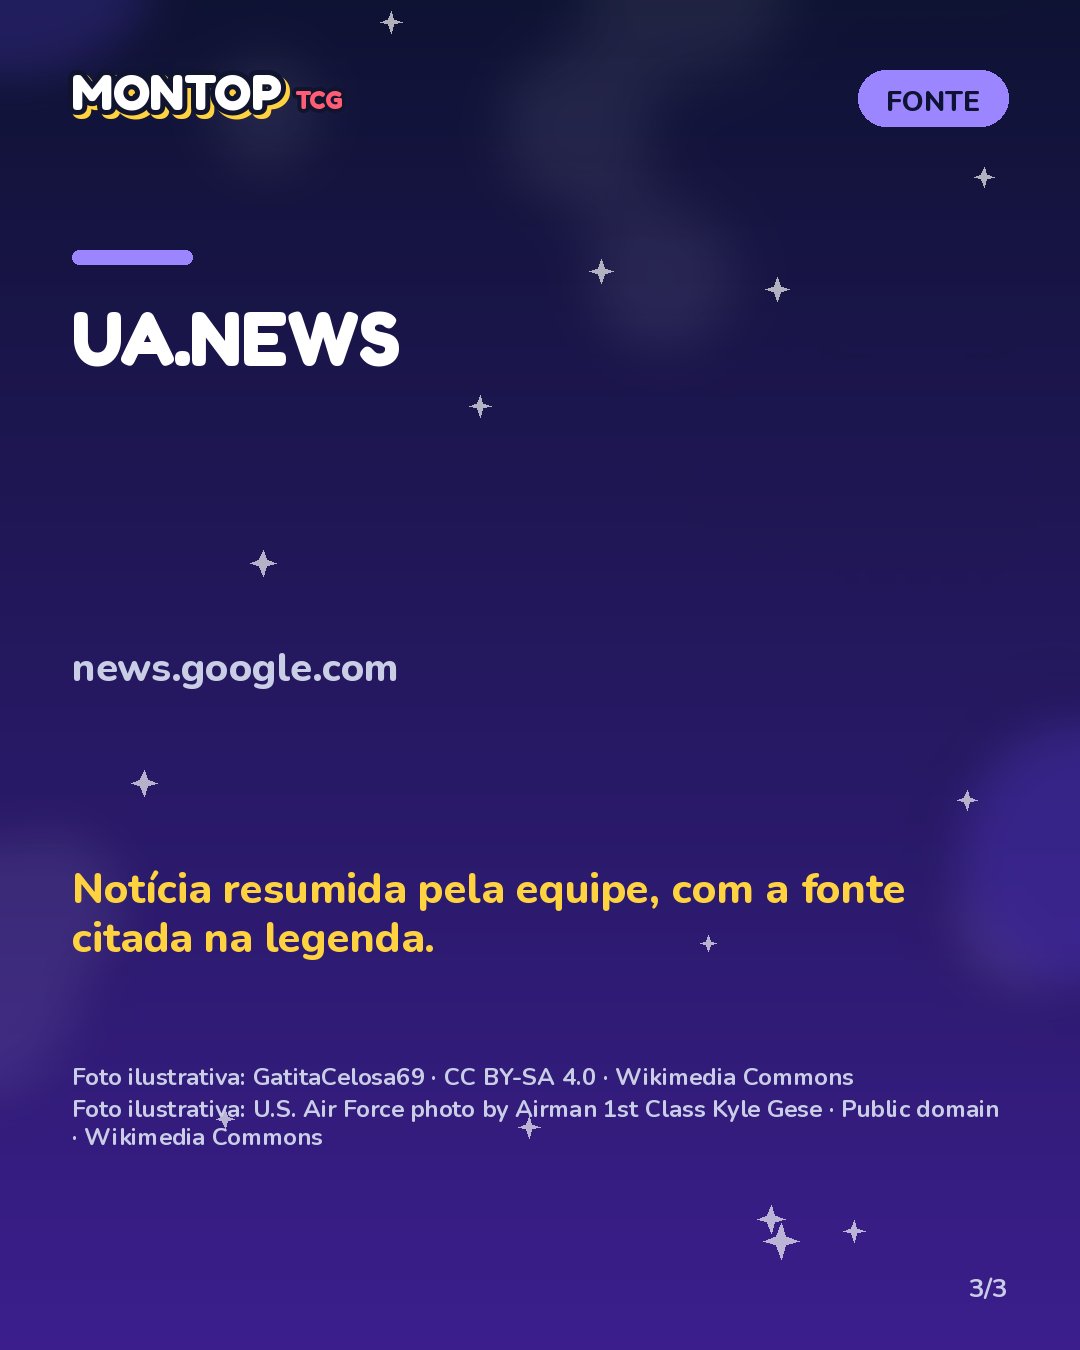 MONTOP TCG
FONTE
UA.NEWS
news.google.com
Notícia resumida pela equipe, com a fonte
citada na legenda.
Foto ilustrativa: GatitaCelosa69 · CC BY-SA 4.0 · Wikimedia Commons
Foto ilustrativa: U.S. Air Force photo by Airman 1st Class Kyle Gese · Public domain
· Wikimedia Commons
3/3